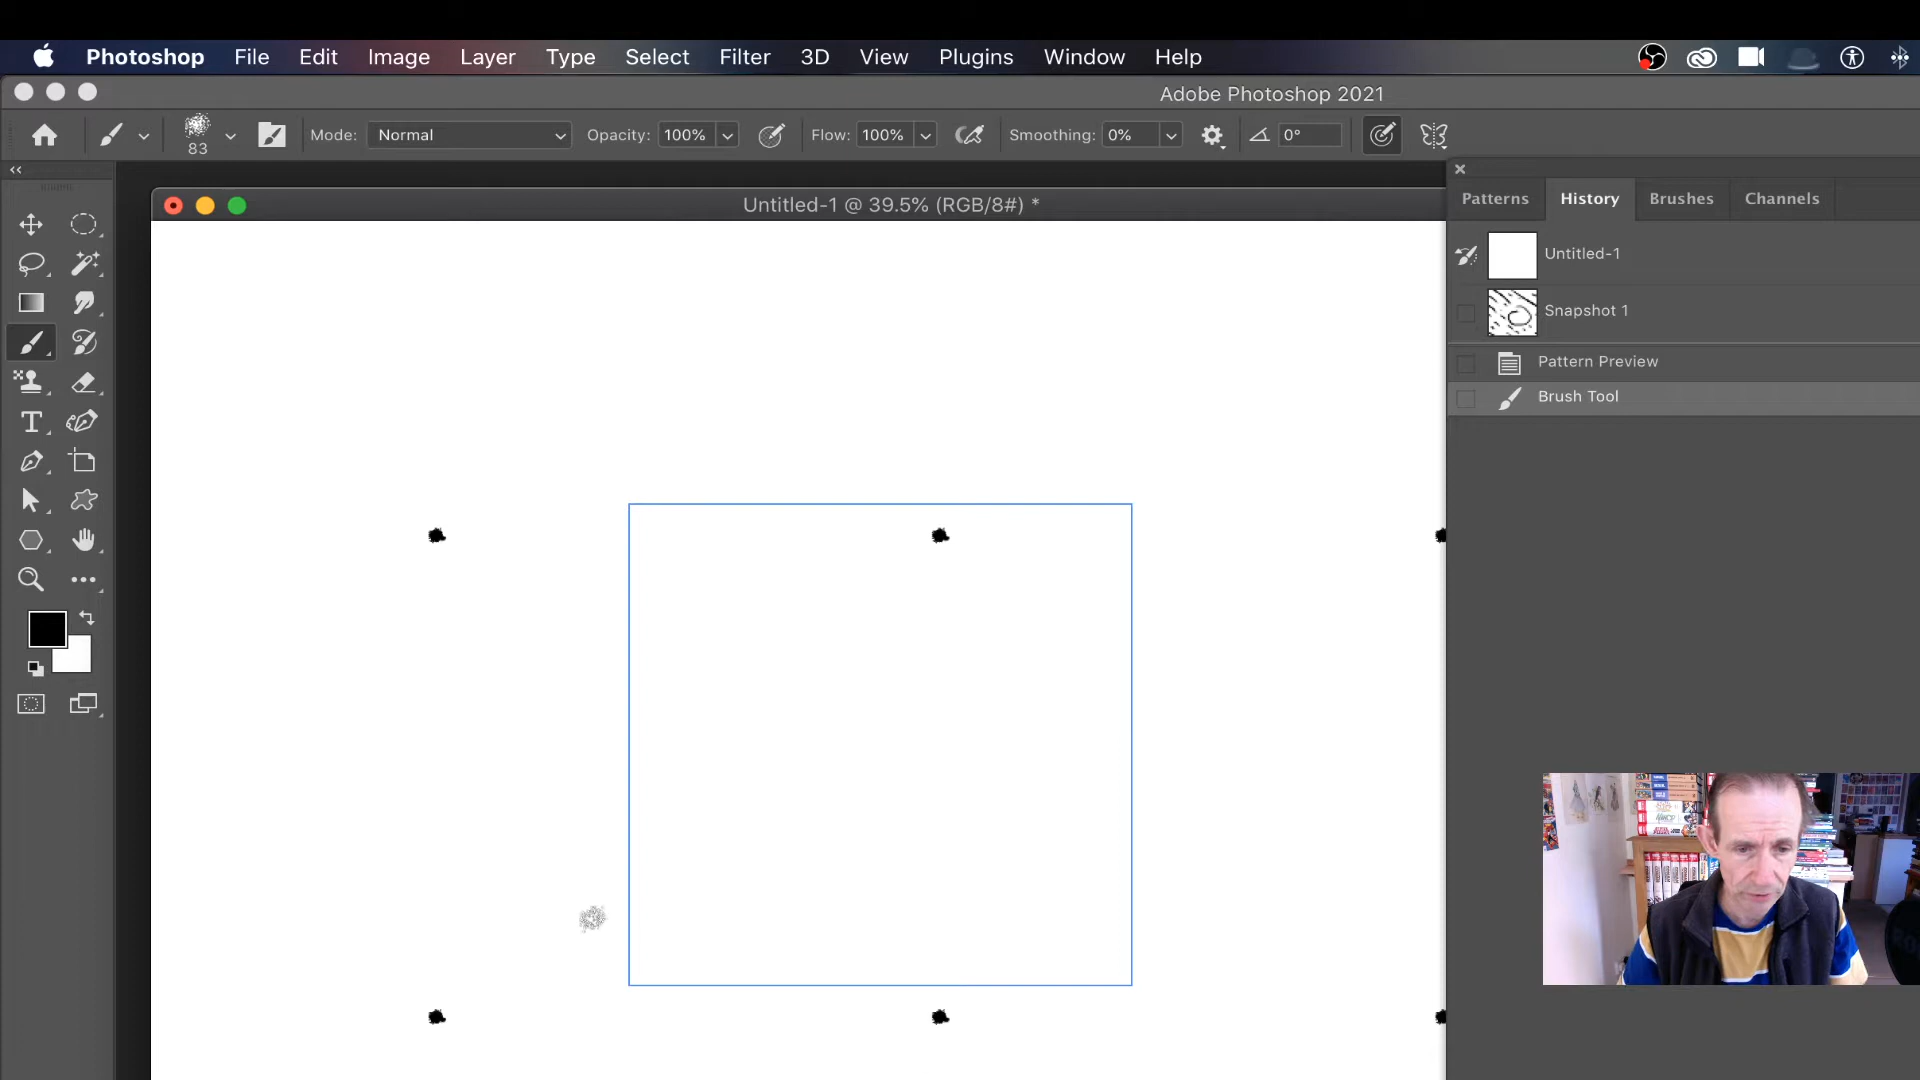 Photoshop File Edit Image Layer Type Select Filter 3D View Plugins Window Help
Adobe Photoshop 2021
83 Mode: Normal Opacity: 100% Flow: 100% Smoothing: 0% 0°
Untitled-1 @ 39.5% (RGB/8#) *
Patterns History Brushes Channels
Untitled-1
Snapshot 1
Pattern Preview
Brush Tool